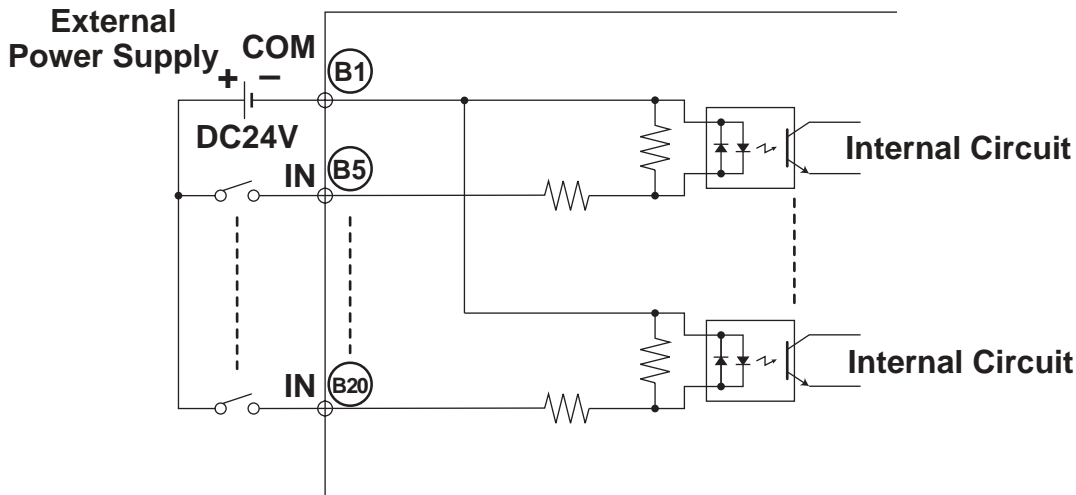 External
Power Supply
COM
+ −
B1
DC24V
IN
B5
Internal Circuit
IN
B20
Internal Circuit